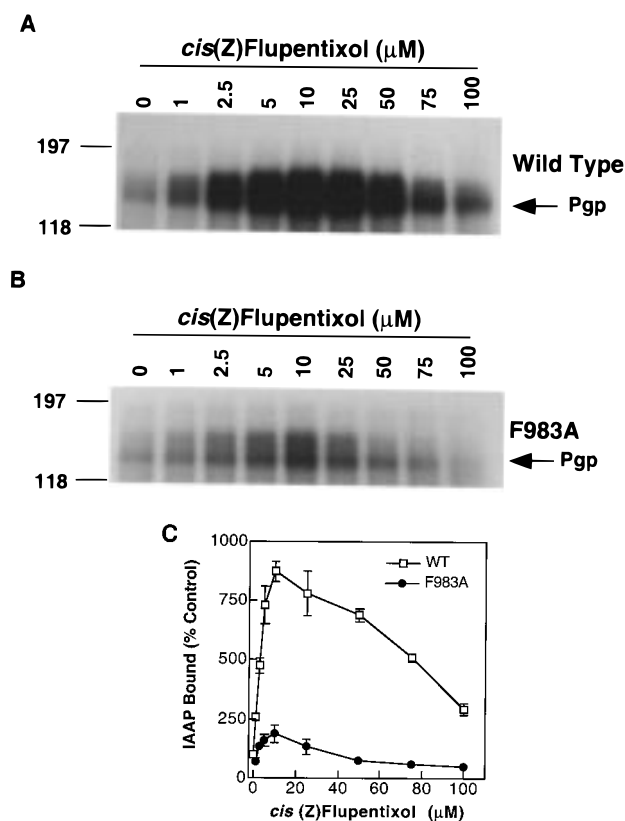 A
cis(Z)Flupentixol (μM)
0 1 2.5 5 10 25 50 75 100
197
Wild Type
Pgp
118
B
cis(Z)Flupentixol (μM)
0 1 2.5 5 10 25 50 75 100
197
F983A
Pgp
118
C
IAAP Bound (% Control)
1000
750
500
250
0
WT
F983A
0 20 40 60 80 100
cis (Z)Flupentixol (μM)